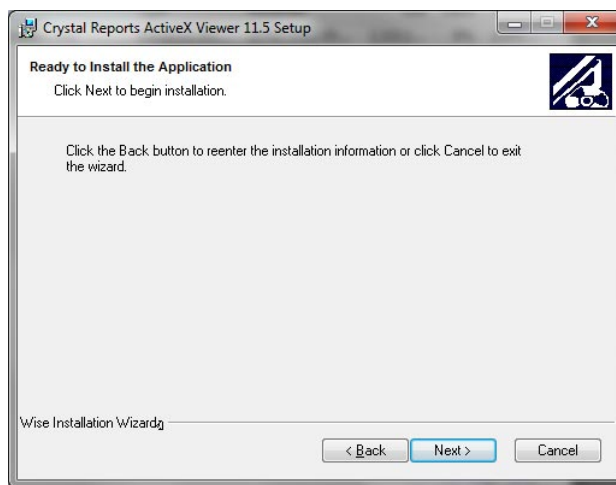 Crystal Reports ActiveX Viewer 11.5 Setup
Ready to Install the Application
Click Next to begin installation.
Click the Back button to reenter the installation information or click Cancel to exit
the wizard.
Wise Installation Wizard
< Back Next > Cancel